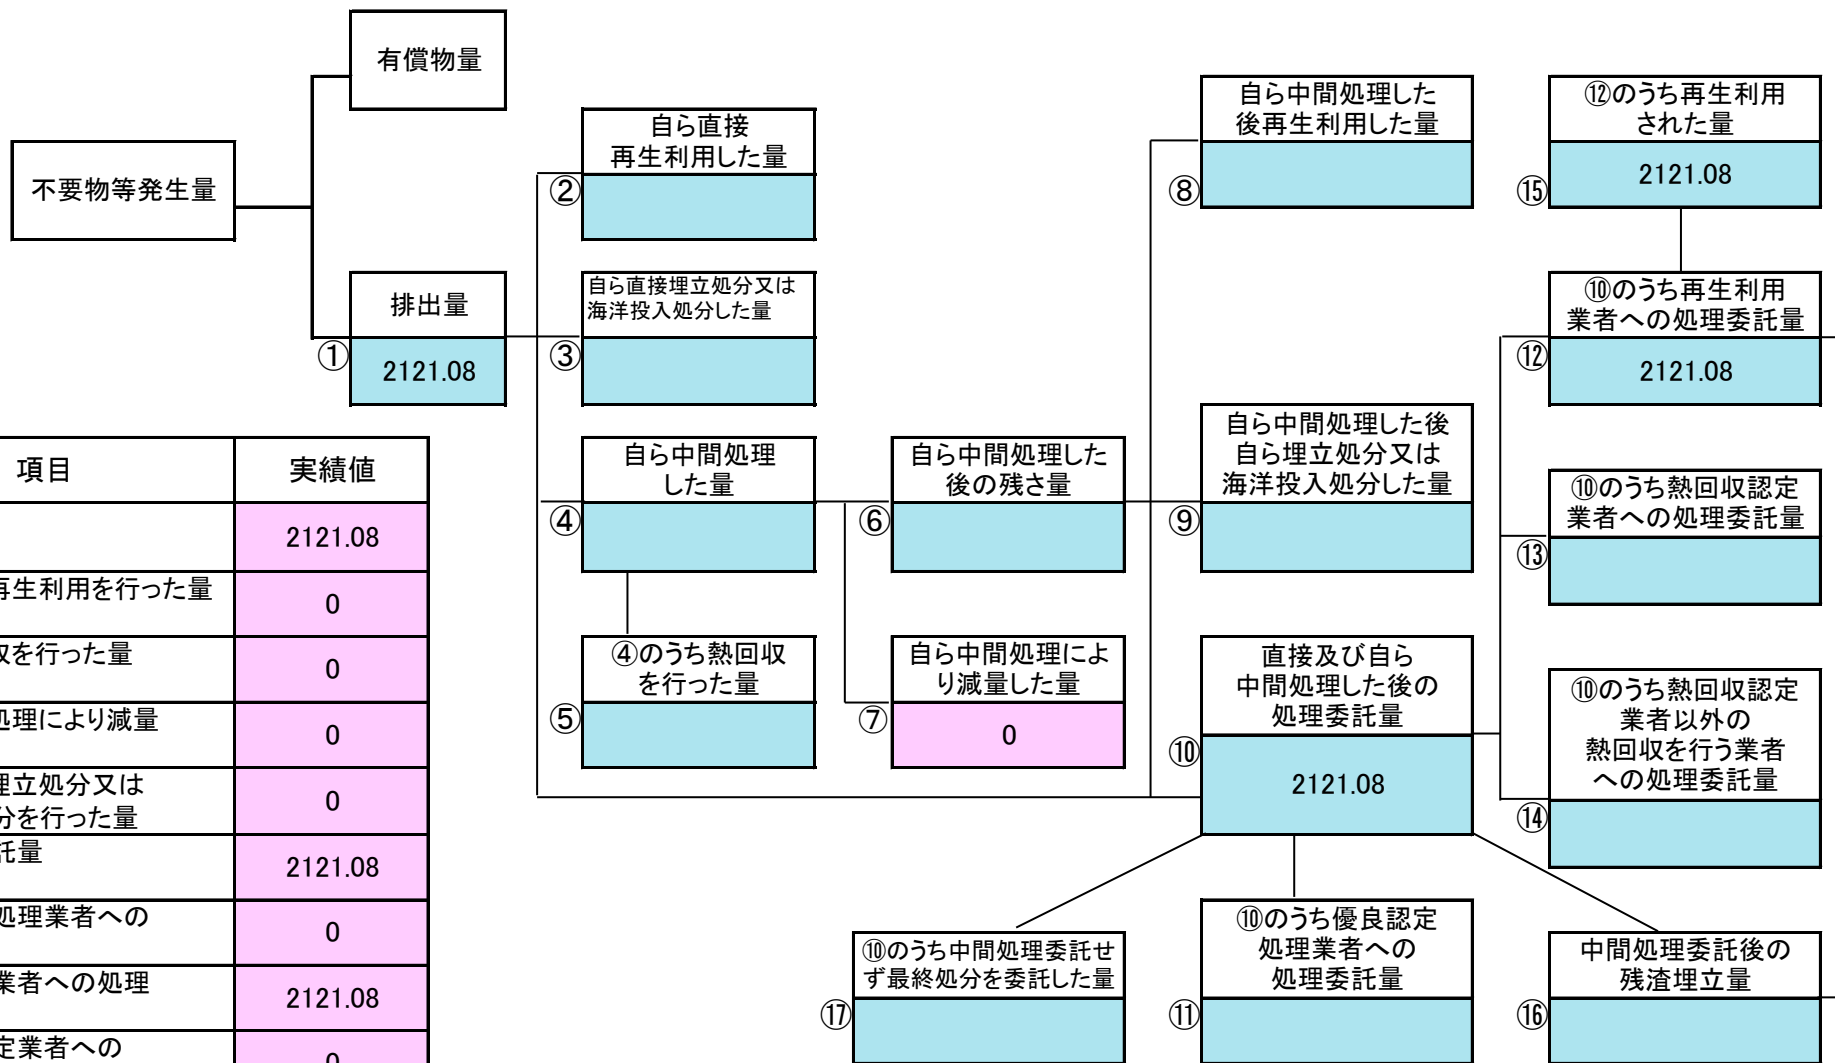 有償物量
不要物等発生量
排出量
①
2121.08
自ら直接
再生利用した量
②
自ら直接埋立処分又は
海洋投入処分した量
③
自ら中間処理
した量
④
④のうち熱回収
を行った量
⑤
自ら中間処理した
後の残さ量
⑥
自ら中間処理によ
り減量した量
⑦
0
自ら中間処理した
後再生利用した量
⑧
自ら中間処理した後
自ら埋立処分又は
海洋投入処分した量
⑨
直接及び自ら
中間処理した後の
処理委託量
⑩
2121.08
⑫のうち再生利用
された量
⑮
2121.08
⑩のうち再生利用
業者への処理委託量
⑫
2121.08
⑩のうち熱回収認定
業者への処理委託量
⑬
⑩のうち熱回収認定
業者以外の
熱回収を行う業者
への処理委託量
⑭
⑩のうち中間処理委託せ
ず最終処分を委託した量
⑰
⑩のうち優良認定
処理業者への
処理委託量
⑪
中間処理委託後の
残渣埋立量
⑯
項目
実績値
2121.08
再生利用を行った量
0
を行った量
0
処理により減量
0
埋立処分又は
分を行った量
0
託量
2121.08
処理業者への
0
業者への処理
2121.08
定業者への